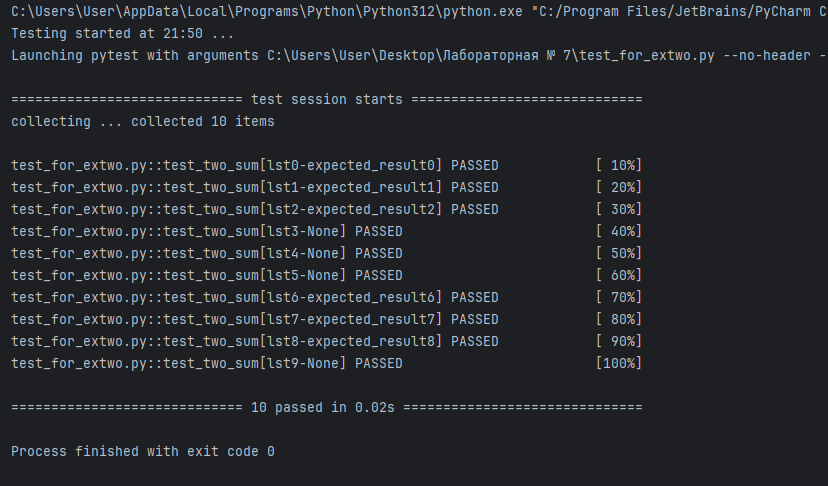 C:\Users\User\AppData\Local\Programs\Python\Python312\python.exe "C:/Program Files/JetBrains/PyCharm C
Testing started at 21:50 ...
Launching pytest with arguments C:\Users\User\Desktop\Лабораторная № 7\test_for_extwo.py --no-header -
============================= test session starts =============================
collecting ... collected 10 items
test_for_extwo.py::test_two_sum[lst0-expected_result0] PASSED            [ 10%]
test_for_extwo.py::test_two_sum[lst1-expected_result1] PASSED            [ 20%]
test_for_extwo.py::test_two_sum[lst2-expected_result2] PASSED            [ 30%]
test_for_extwo.py::test_two_sum[lst3-None] PASSED                        [ 40%]
test_for_extwo.py::test_two_sum[lst4-None] PASSED                        [ 50%]
test_for_extwo.py::test_two_sum[lst5-None] PASSED                        [ 60%]
test_for_extwo.py::test_two_sum[lst6-expected_result6] PASSED            [ 70%]
test_for_extwo.py::test_two_sum[lst7-expected_result7] PASSED            [ 80%]
test_for_extwo.py::test_two_sum[lst8-expected_result8] PASSED            [ 90%]
test_for_extwo.py::test_two_sum[lst9-None] PASSED                        [100%]
============================= 10 passed in 0.02s ==============================
Process finished with exit code 0